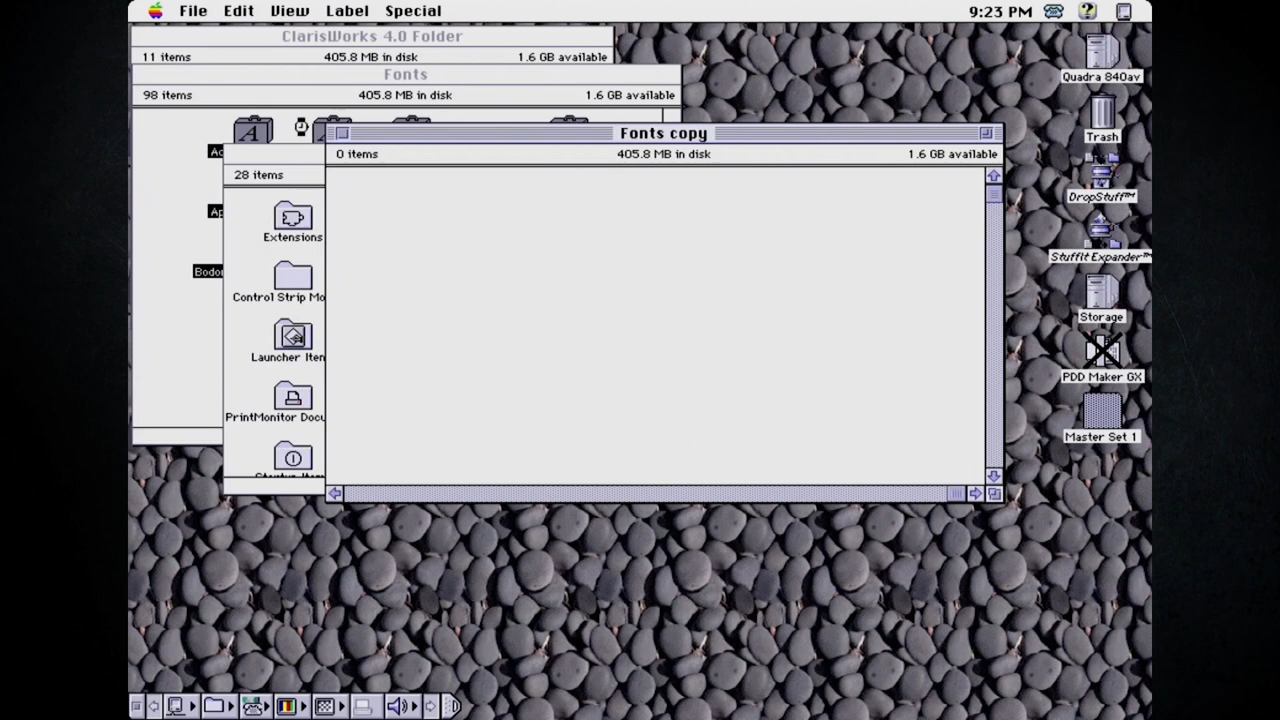 File Edit View Label Special 9:23 PM
ClarisWorks 4.0 Folder
11 items 405.8 MB in disk 1.6 GB available
Fonts
98 items 405.8 MB in disk 1.6 GB available
Fonts copy
0 items 405.8 MB in disk 1.6 GB available
28 items
Extensions
Control Strip Mo
Launcher Iten
PrintMonitor Docu
Ac
Ap
Bodor
Quadra 840av
Trash
DropStuff™
StuffIt Expander™
Storage
PDD Maker GX
Master Set 1